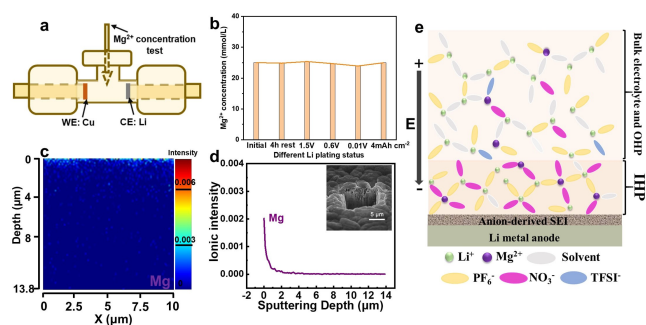 a
Mg²⁺ concentration
test
WE: Cu
CE: Li
b
Mg²⁺ concentration (mmol/L)
40
35
30
25
20
15
10
5
0
Initial 4h rest 1.5V 0.6V 0.01V 4mAh cm⁻²
Different Li plating status
c
Intensity
0.006
0.003
Depth (μm)
0
4
8
13.8
Mg
0 2 4 6 8 10
X (μm)
d
Ionic intensity
0.004
0.003
0.002
0.001
0.000
Mg
5 μm
0 2 4 6 8 10 12 14
Sputtering Depth (μm)
e
+
E
-
Bulk electrolyte and OHP
IHP
Anion-derived SEI
Li metal anode
Li⁺ Mg²⁺ Solvent
PF₆⁻ NO₃⁻ TFSI⁻